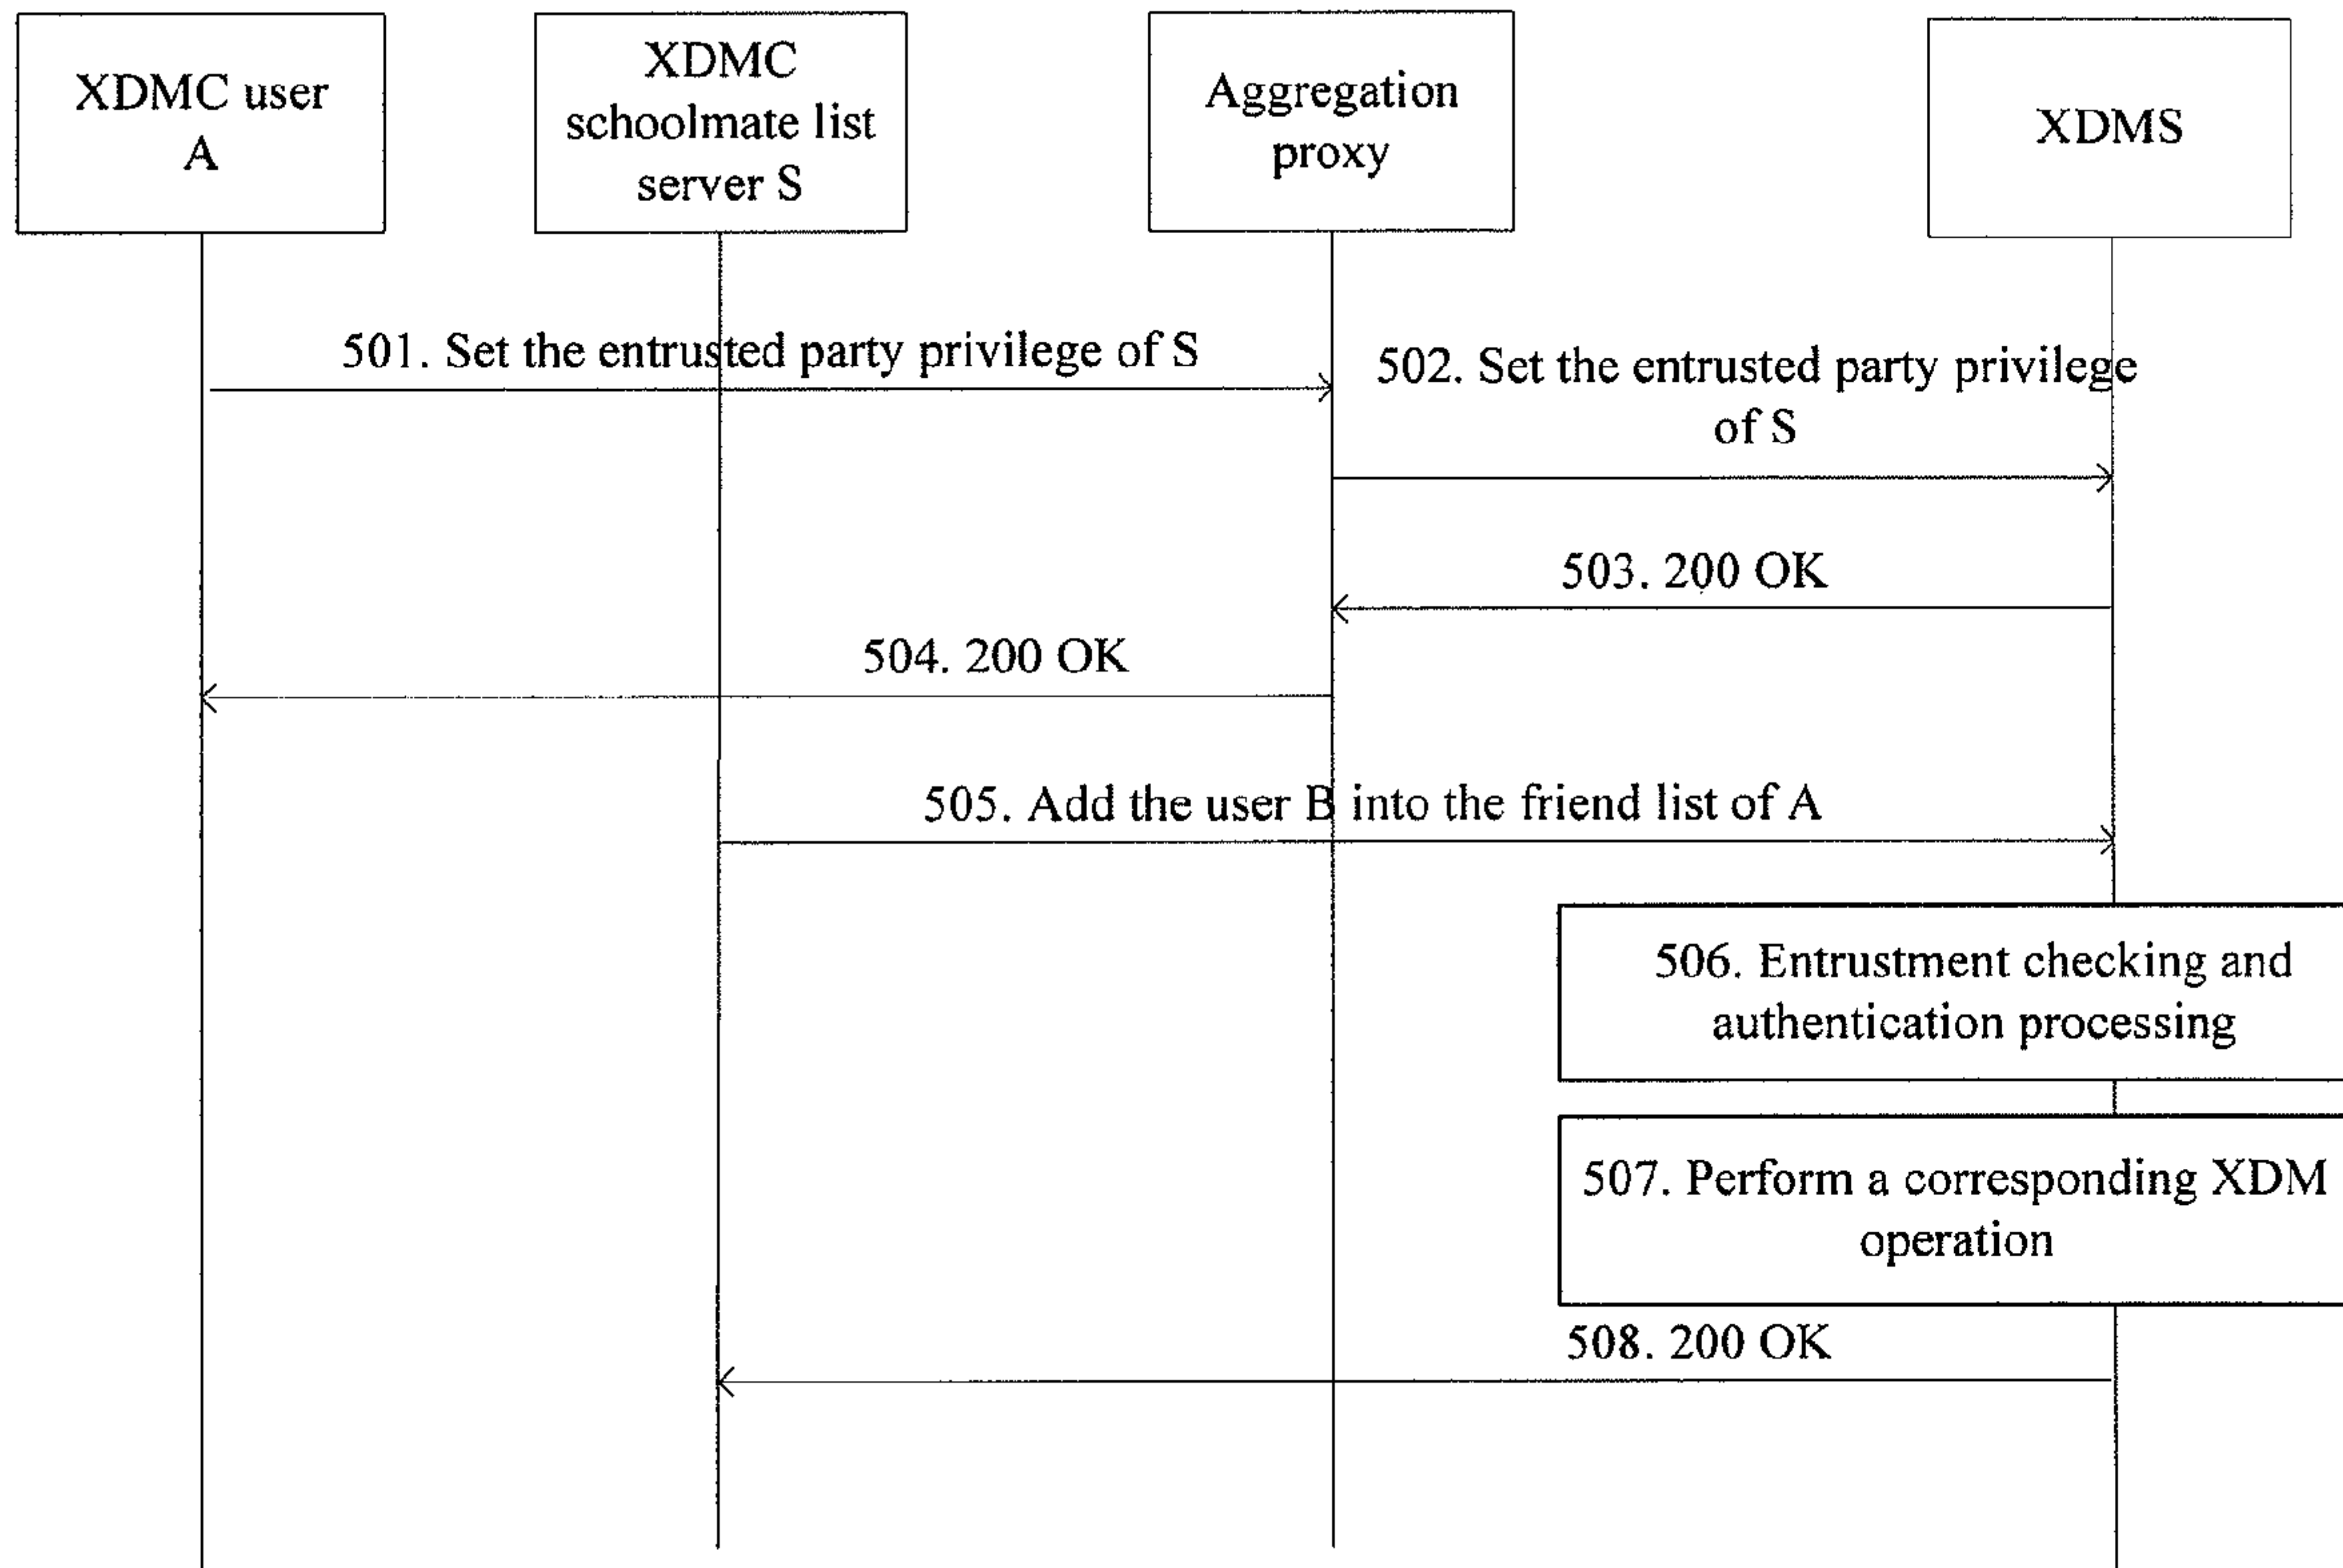 XDMC user
A
XDMC
schoolmate list
server S
Aggregation
proxy
XDMS
501. Set the entrusted party privilege of S
502. Set the entrusted party privilege
of S
503. 200 OK
504. 200 OK
505. Add the user B into the friend list of A
506. Entrustment checking and
authentication processing
507. Perform a corresponding XDM
operation
508. 200 OK